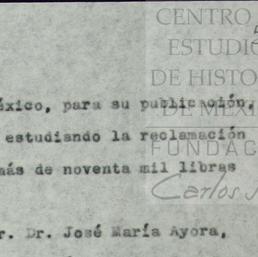 CENTRO
ESTUDIO
DE HISTO
DE MÉXI
FUNDAC
Carlos
éxico, para su publicación,
estudiando la reclamación
más de noventa mil libras
r. Dr. José María Ayora,